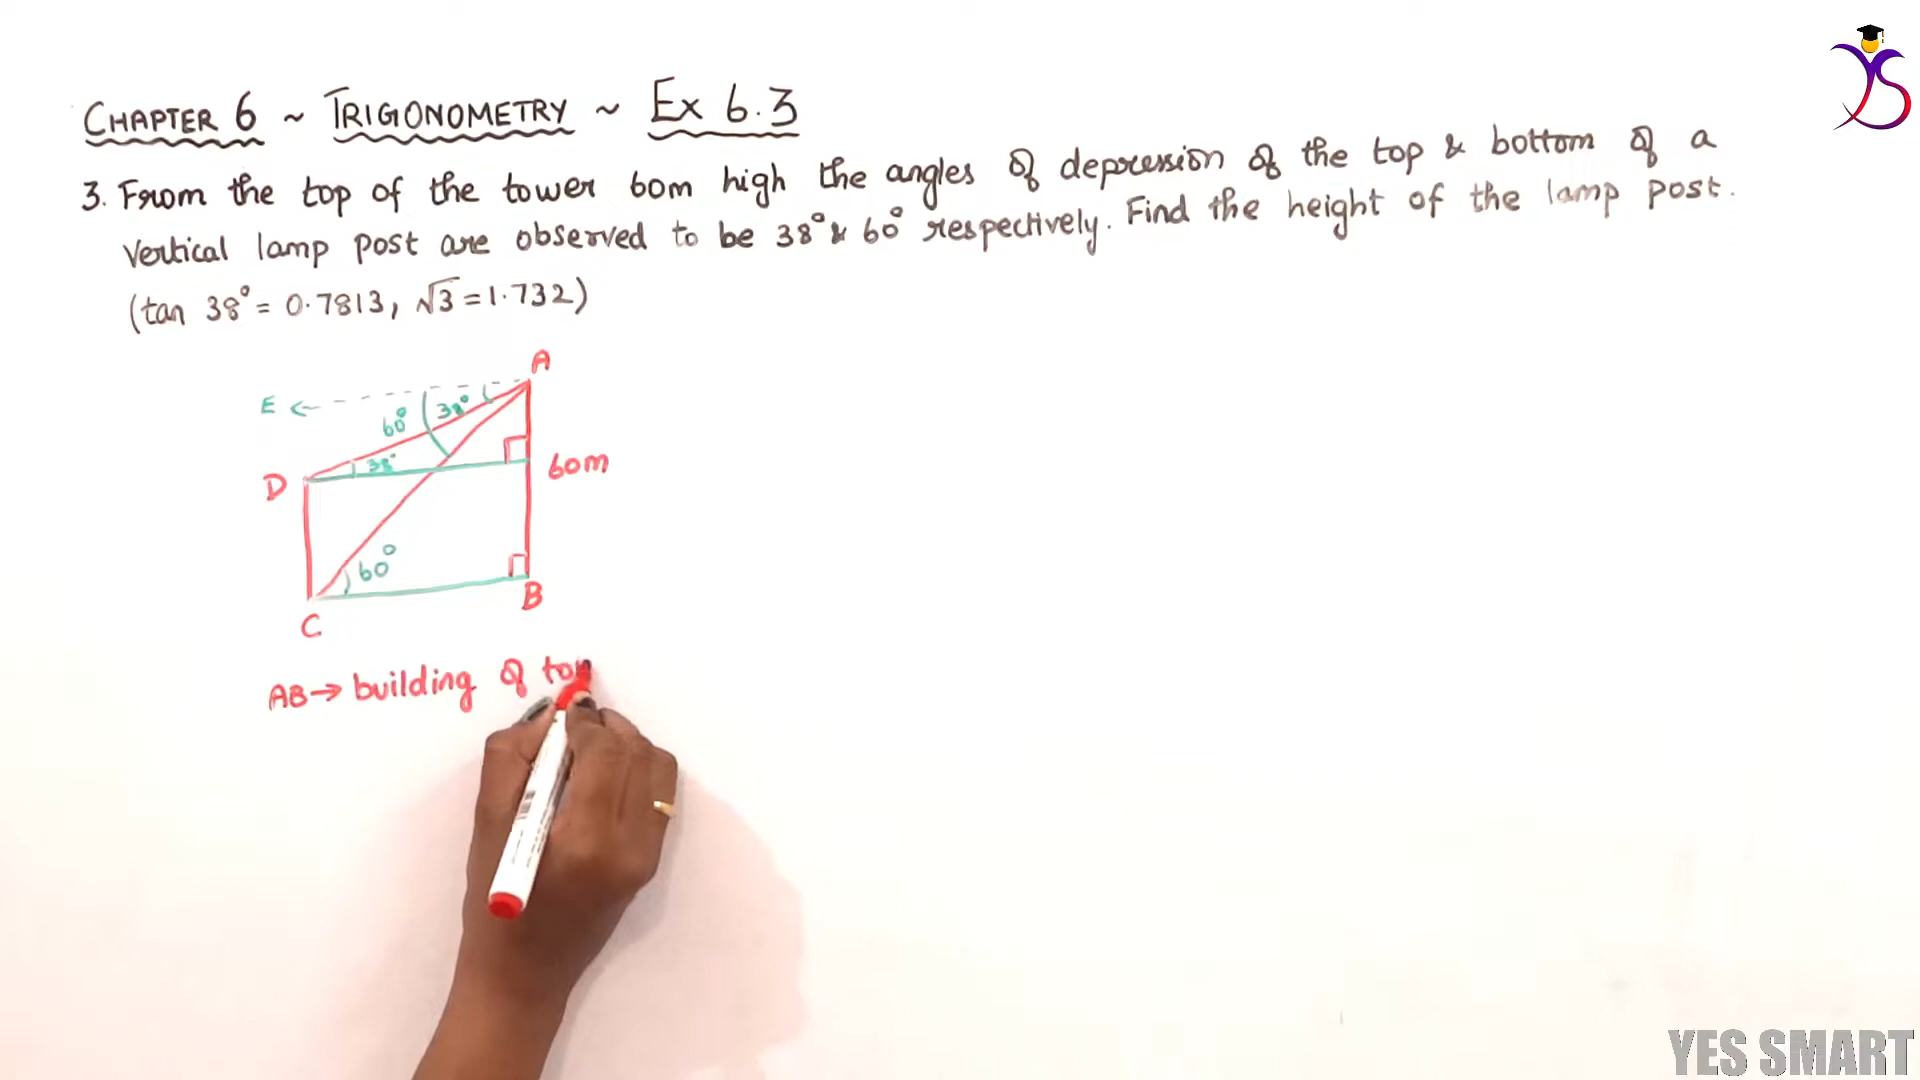 CHAPTER 6 ~ TRIGONOMETRY ~ Ex 6.3
3. From the top of the tower 60m high the angles of depression of the top & bottom of a
vertical lamp post are observed to be 38° & 60° respectively. Find the height of the lamp post.
(tan 38° = 0.7813, √3 = 1.732)
A
E
38°
60°
38°
D
60m
60°
B
C
AB → building of tow
YES SMART